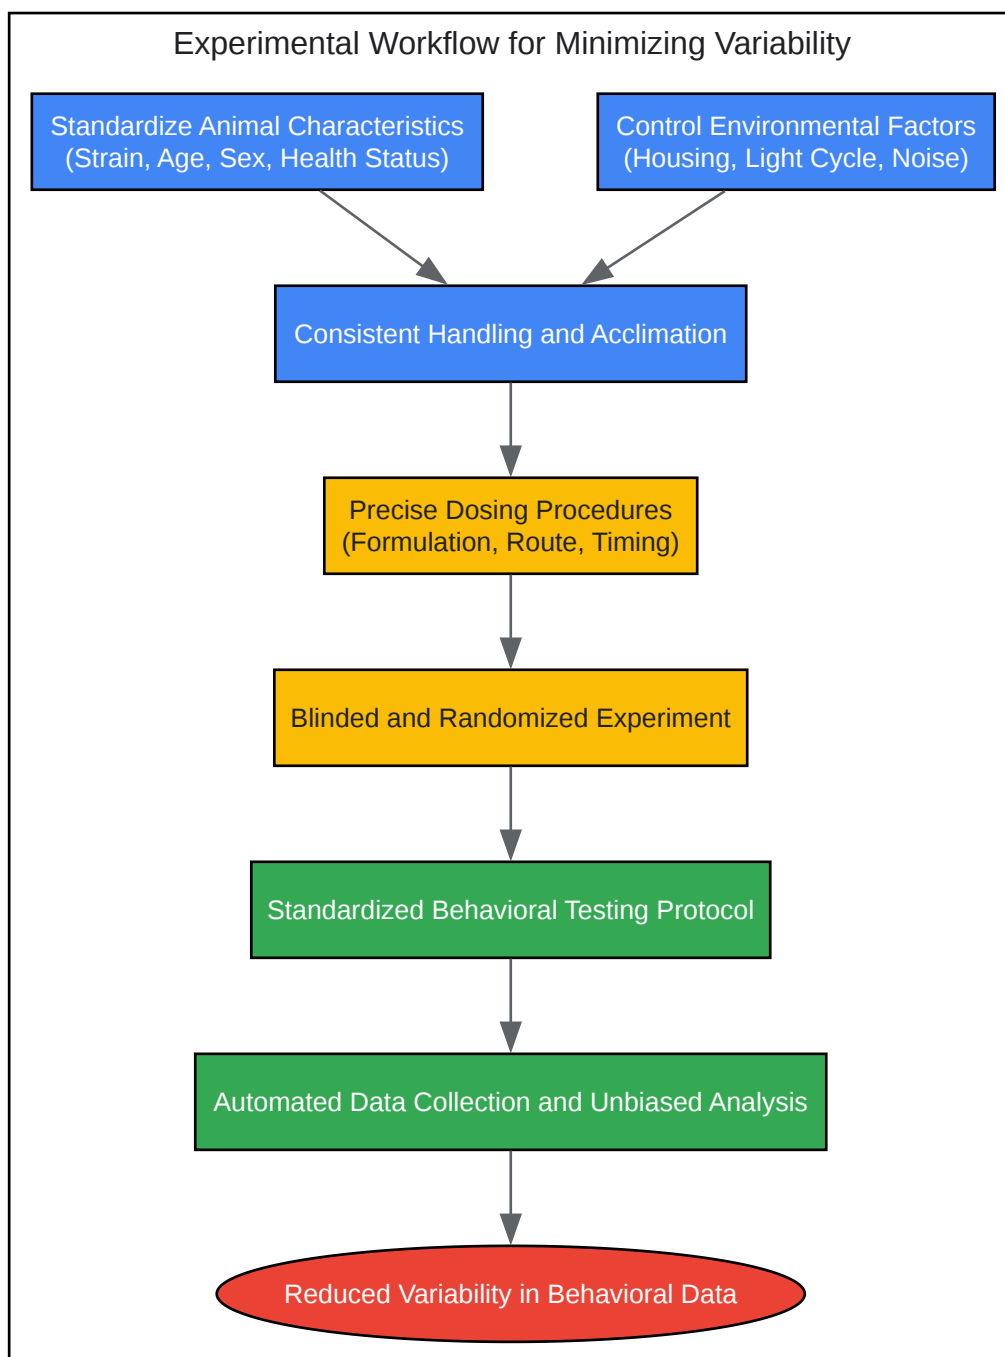 Experimental Workflow for Minimizing Variability
Standardize Animal Characteristics
(Strain, Age, Sex, Health Status)
Control Environmental Factors
(Housing, Light Cycle, Noise)
Consistent Handling and Acclimation
Precise Dosing Procedures
(Formulation, Route, Timing)
Blinded and Randomized Experiment
Standardized Behavioral Testing Protocol
Automated Data Collection and Unbiased Analysis
Reduced Variability in Behavioral Data